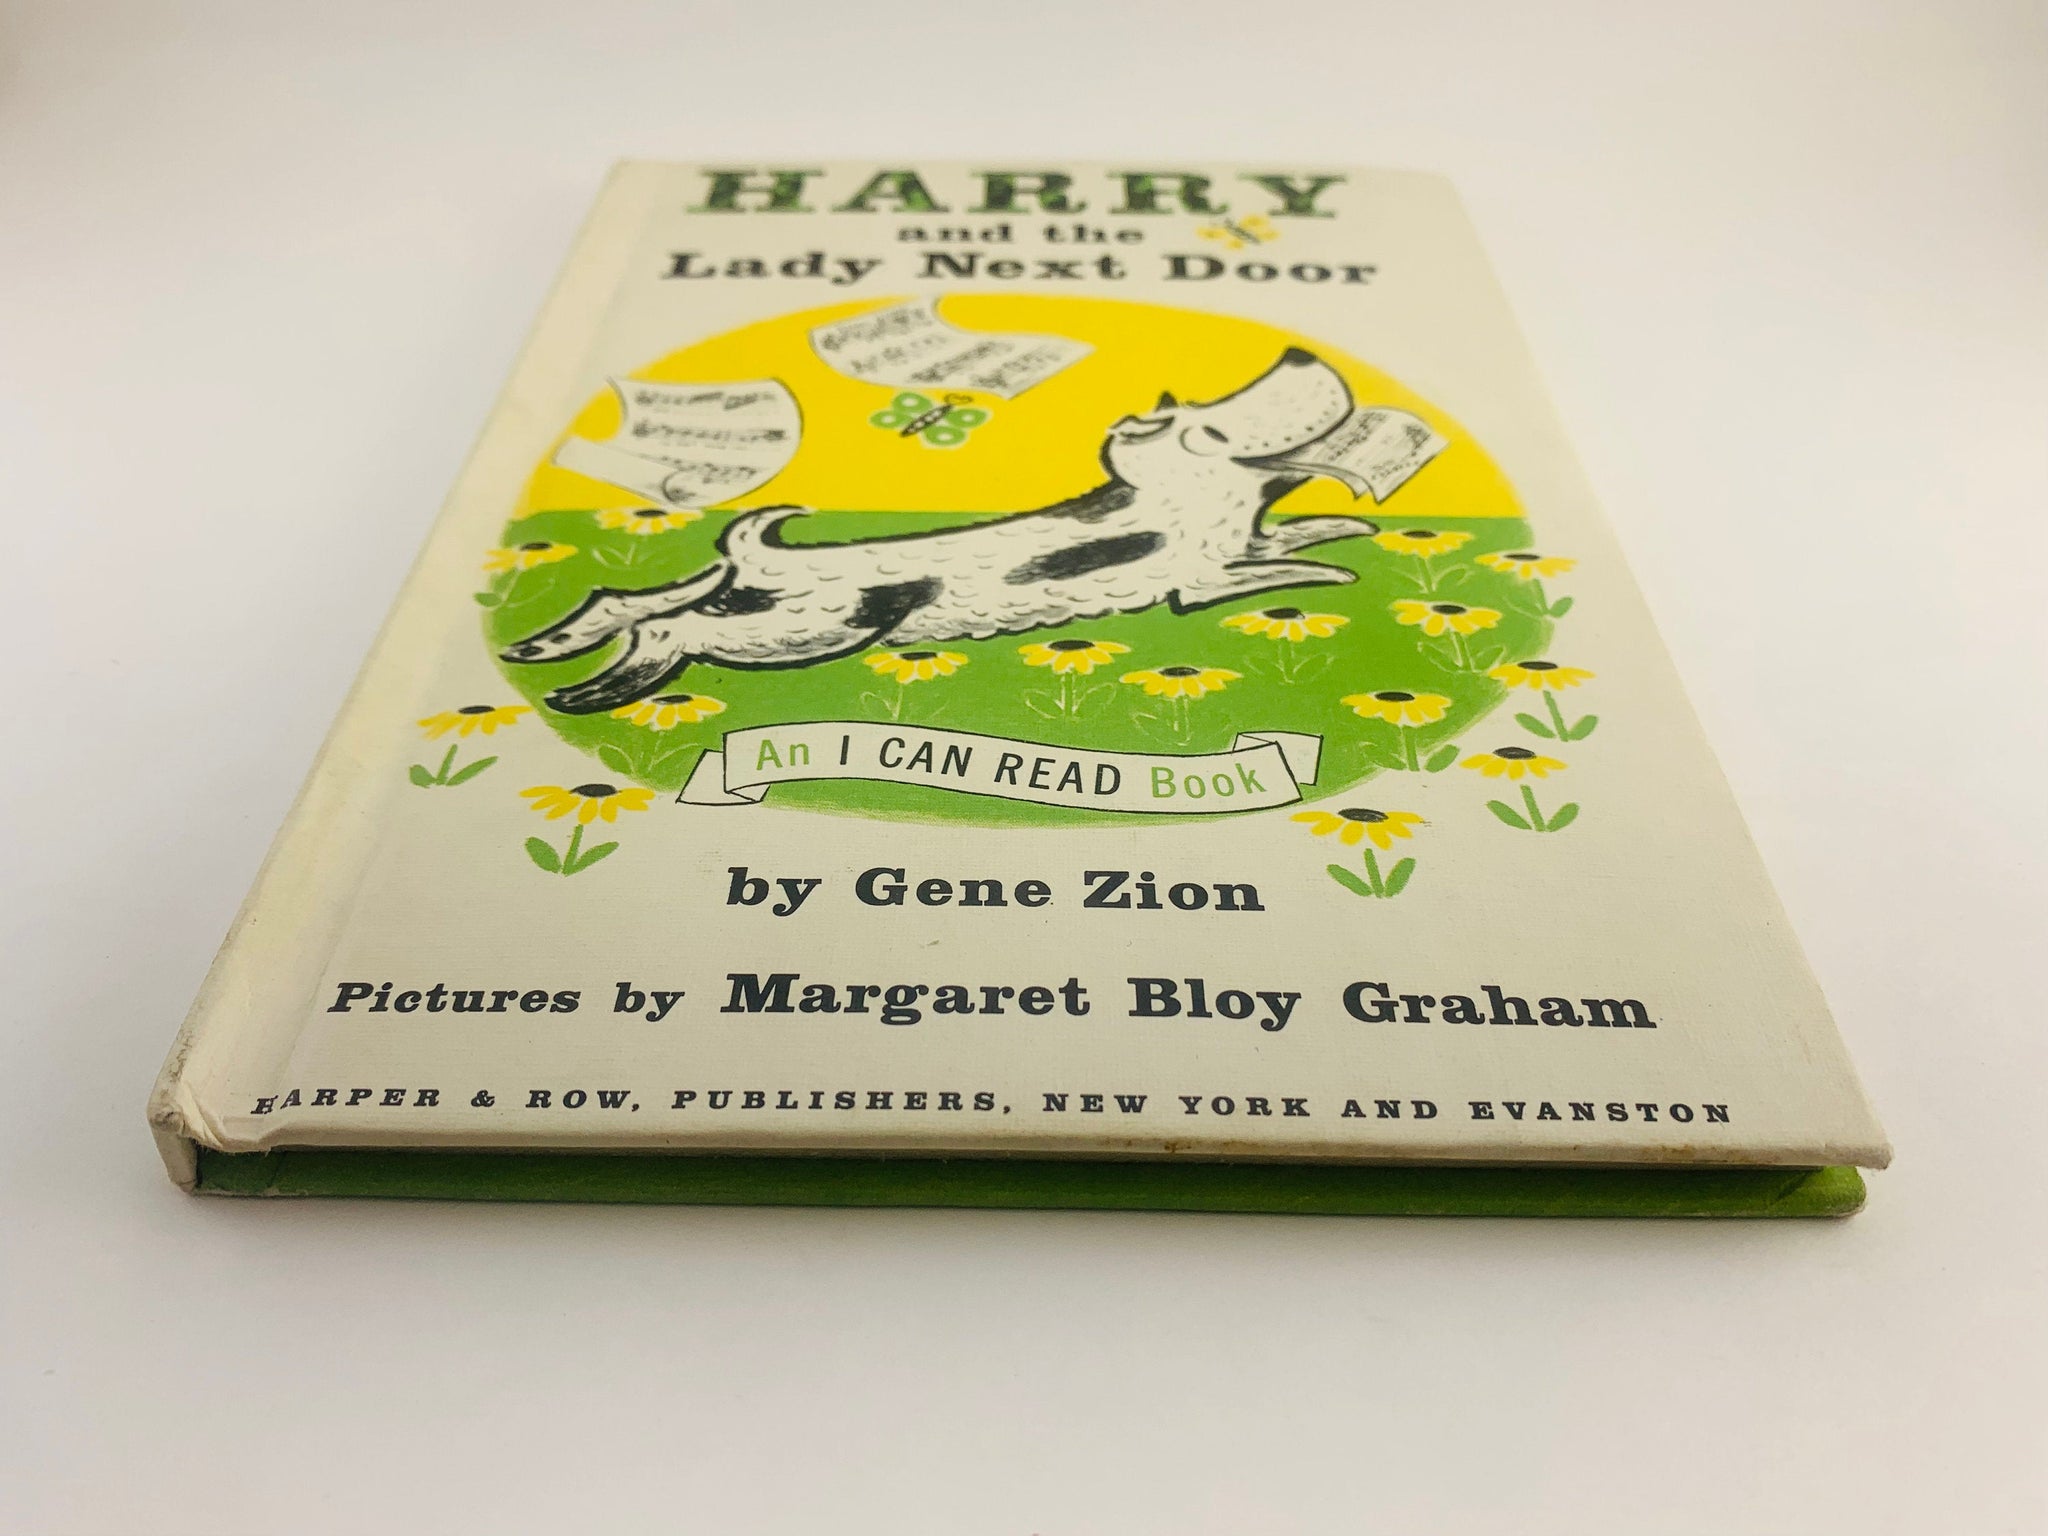 HARRY
and the
Lady Next Door
An I CAN READ Book
by Gene Zion
Pictures by Margaret Bloy Graham
HARPER & ROW, PUBLISHERS, NEW YORK AND EVANSTON